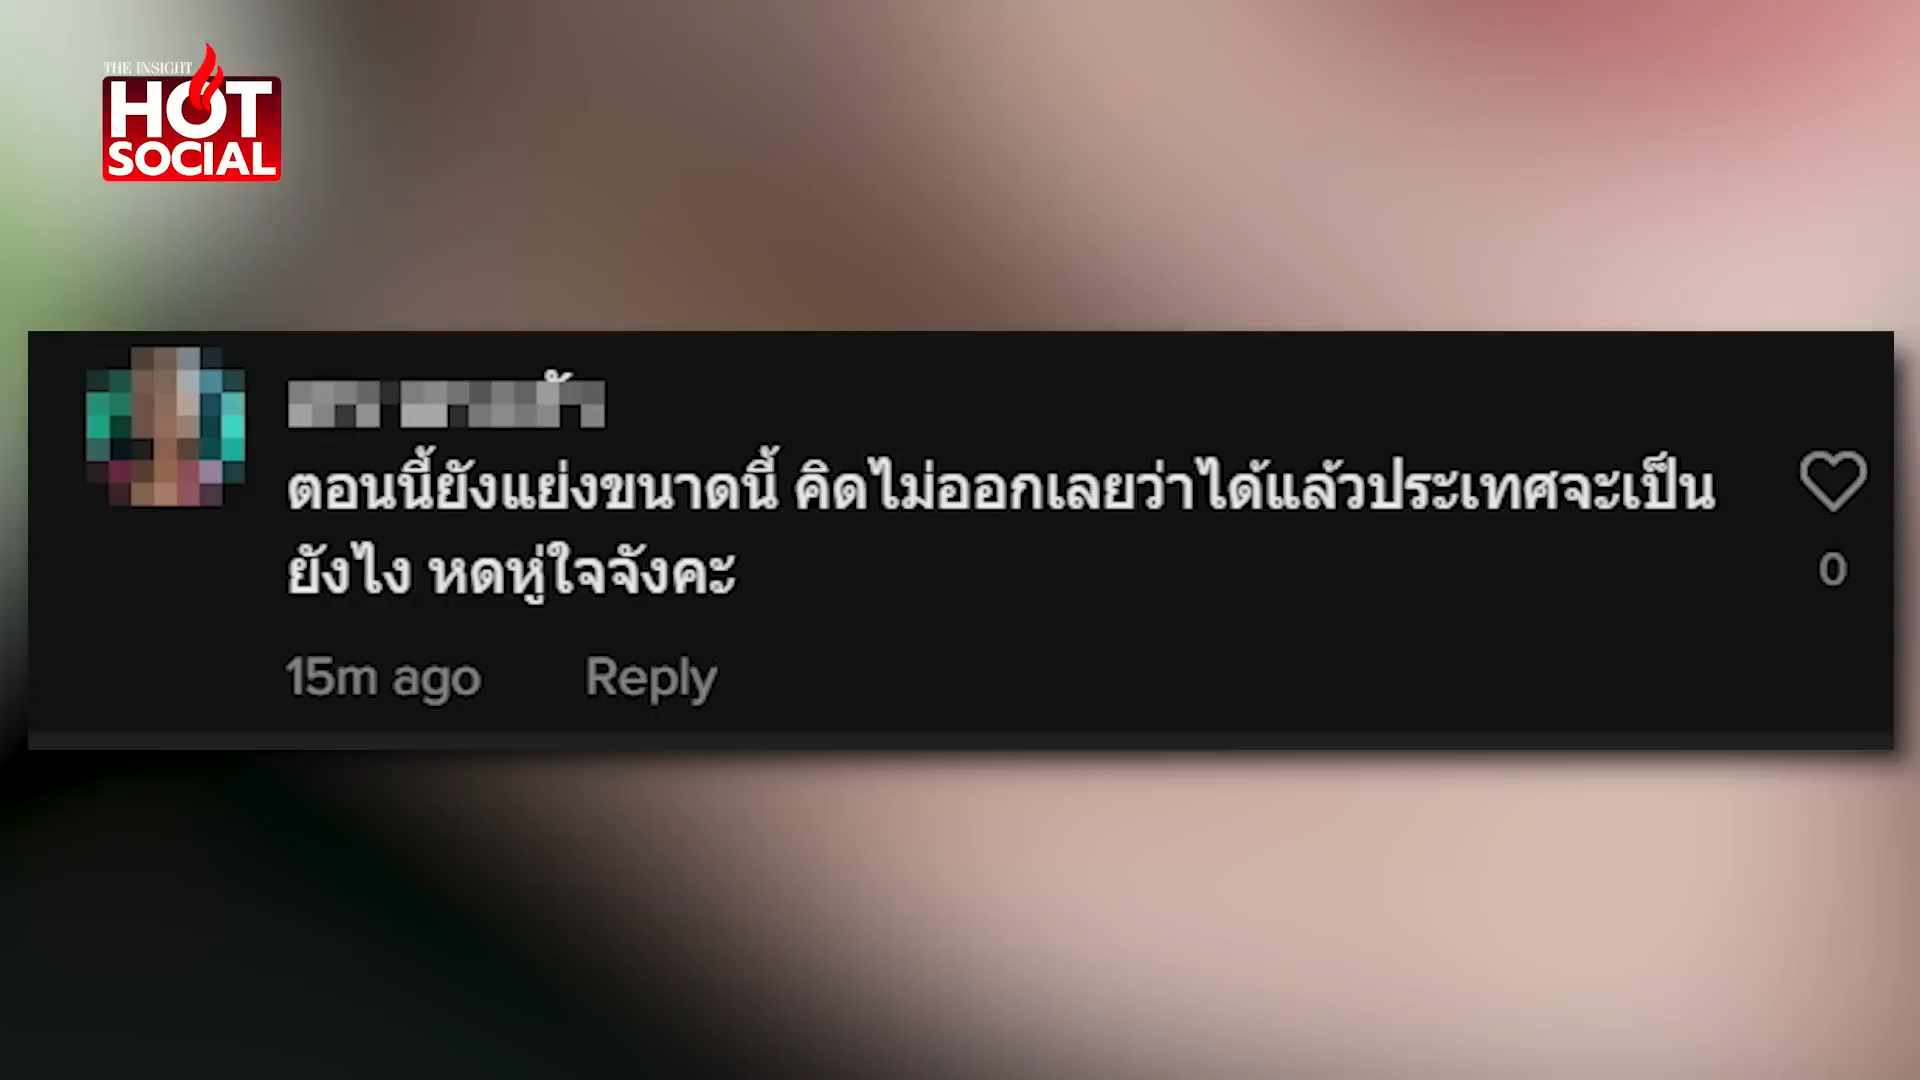 THE INSIGHT
HOT
SOCIAL
ตอนนี้ยังแย่งขนาดนี้ คิดไม่ออกเลยว่าได้แล้วประเทศจะเป็น
ยังไง หดหู่ใจจังคะ
0
15m ago Reply